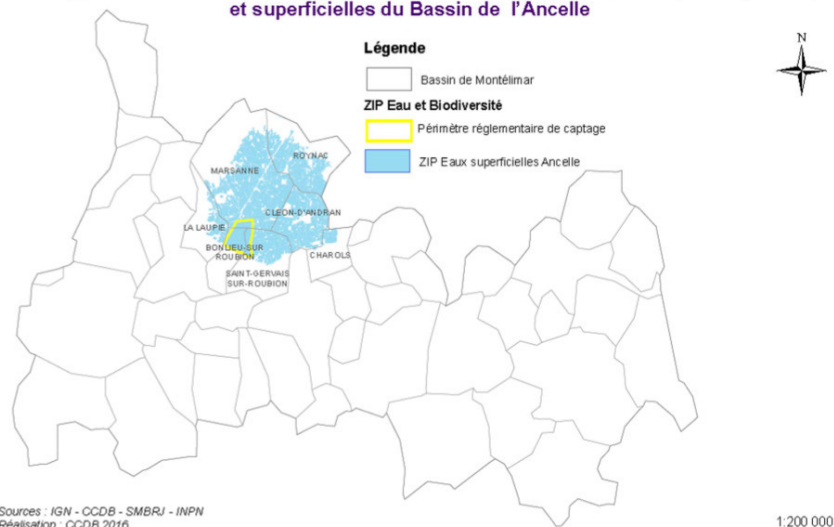 et superficielles du Bassin de l'Ancelle
Légende
Bassin de Montélimar
ZIP Eau et Biodiversité
Périmètre réglementaire de captage
ZIP Eaux superficielles Ancelle
N
ROYNAC
MARSANNE
CLEON-D'ANDRAN
LA LAUPIE
BONLIEU-SUR
ROUBION
CHAROLS
SAINT-GERVAIS
SUR-ROUBION
Sources : IGN - CCDB - SMBRJ - INPN
Réalisation : CCDB 2016
1:200 000